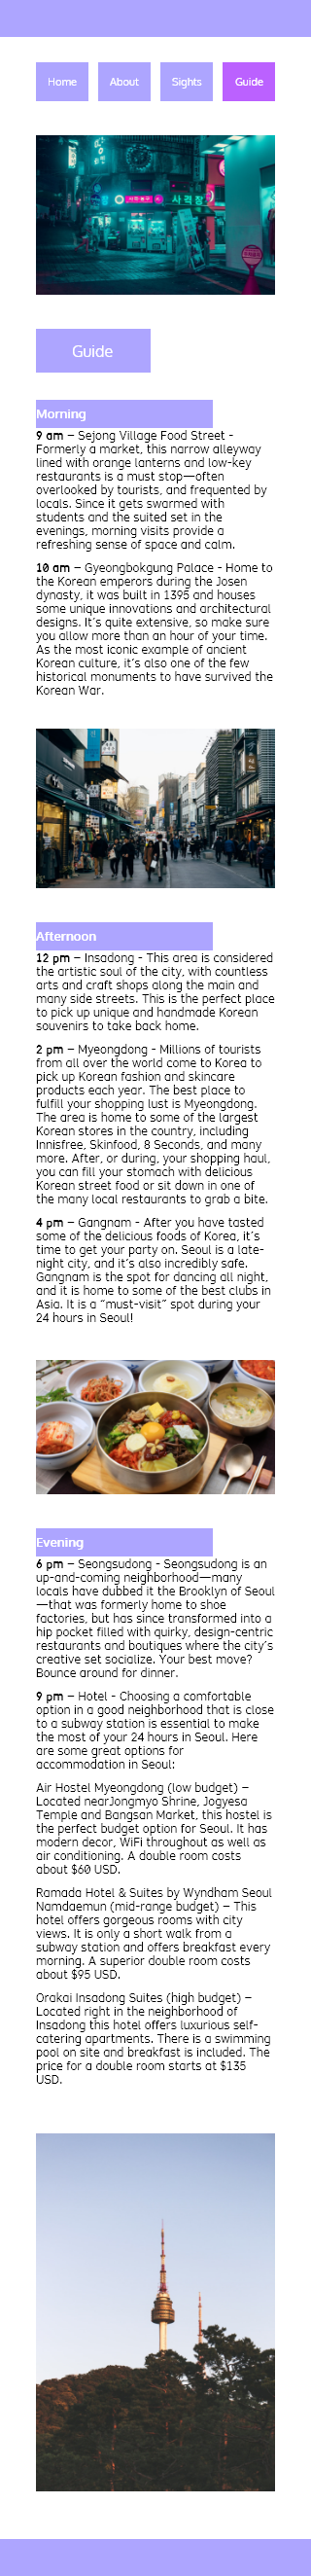 Home
About
Sights
Guide
사격장
Guide
Morning
9 am – Sejong Village Food Street -
Formerly a market, this narrow alleyway
lined with orange lanterns and low-key
restaurants is a must stop—often
overlooked by tourists, and frequented by
locals. Since it gets swarmed with
students and the suited set in the
evenings, morning visits provide a
refreshing sense of space and calm.
10 am – Gyeongbokgung Palace - Home to
the Korean emperors during the Josen
dynasty, it was built in 1395 and houses
some unique innovations and architectural
designs. It's quite extensive, so make sure
you allow more than an hour of your time.
As the most iconic example of ancient
Korean culture, it's also one of the few
historical monuments to have survived the
Korean War.
Afternoon
12 pm – Insadong - This area is considered
the artistic soul of the city, with countless
arts and craft shops along the main and
many side streets. This is the perfect place
to pick up unique and handmade Korean
souvenirs to take back home.
2 pm – Myeongdong - Millions of tourists
from all over the world come to Korea to
pick up Korean fashion and skincare
products each year. The best place to
fulfill your shopping lust is Myeongdong.
The area is home to some of the largest
Korean stores in the country, including
Innisfree, Skinfood, 8 Seconds, and many
more. After, or during, your shopping haul,
you can fill your stomach with delicious
Korean street food or sit down in one of
the many local restaurants to grab a bite.
4 pm – Gangnam - After you have tasted
some of the delicious foods of Korea, it's
time to get your party on. Seoul is a late-
night city, and it's also incredibly safe.
Gangnam is the spot for dancing all night,
and it is home to some of the best clubs in
Asia. It is a "must-visit" spot during your
24 hours in Seoul!
Evening
6 pm – Seongsudong - Seongsudong is an
up-and-coming neighborhood—many
locals have dubbed it the Brooklyn of Seoul
—that was formerly home to shoe
factories, but has since transformed into a
hip pocket filled with quirky, design-centric
restaurants and boutiques where the city's
creative set socialize. Your best move?
Bounce around for dinner.
9 pm – Hotel - Choosing a comfortable
option in a good neighborhood that is close
to a subway station is essential to make
the most of your 24 hours in Seoul. Here
are some great options for
accommodation in Seoul:
Air Hostel Myeongdong (low budget) –
Located nearJongmyo Shrine, Jogyesa
Temple and Bangsan Market, this hostel is
the perfect budget option for Seoul. It has
modern decor, WiFi throughout as well as
air conditioning. A double room costs
about $60 USD.
Ramada Hotel & Suites by Wyndham Seoul
Namdaemun (mid-range budget) – This
hotel offers gorgeous rooms with city
views. It is only a short walk from a
subway station and offers breakfast every
morning. A superior double room costs
about $95 USD.
Orakai Insadong Suites (high budget) –
Located right in the neighborhood of
Insadong this hotel offers luxurious self-
catering apartments. There is a swimming
pool on site and breakfast is included. The
price for a double room starts at $135
USD.